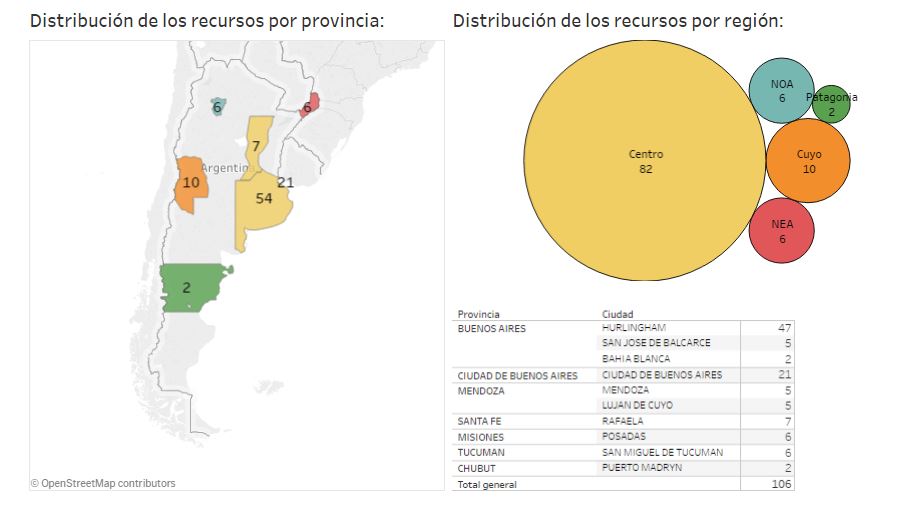 Distribución de los recursos por provincia:
6
6
7
Argentin
10
21
54
2
© OpenStreetMap contributors
Distribución de los recursos por región:
NOA
6
Patagonia
2
Centro
82
Cuyo
10
NEA
6
Provincia Ciudad
BUENOS AIRES HURLINGHAM 47
SAN JOSE DE BALCARCE 5
BAHIA BLANCA 2
CIUDAD DE BUENOS AIRES CIUDAD DE BUENOS AIRES 21
MENDOZA MENDOZA 5
LUJAN DE CUYO 5
SANTA FE RAFAELA 7
MISIONES POSADAS 6
TUCUMAN SAN MIGUEL DE TUCUMAN 6
CHUBUT PUERTO MADRYN 2
Total general 106